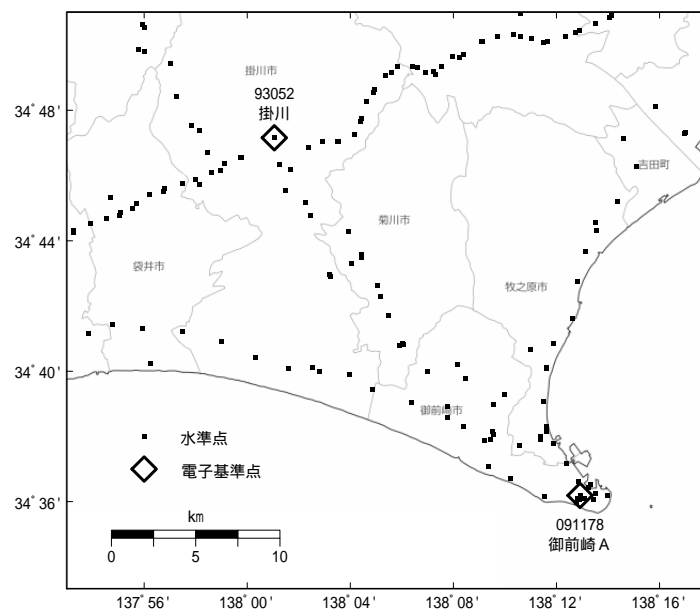 掛川市
93052
掛川
34˚ 48'
吉田町
菊川市
34˚ 44'
袋井市
牧之原市
34˚ 40'
御前崎市
水準点
電子基準点
34˚ 36'
km
0 5 10
091178
御前崎A
137˚ 56' 138˚ 00' 138˚ 04' 138˚ 08' 138˚ 12' 138˚ 16'